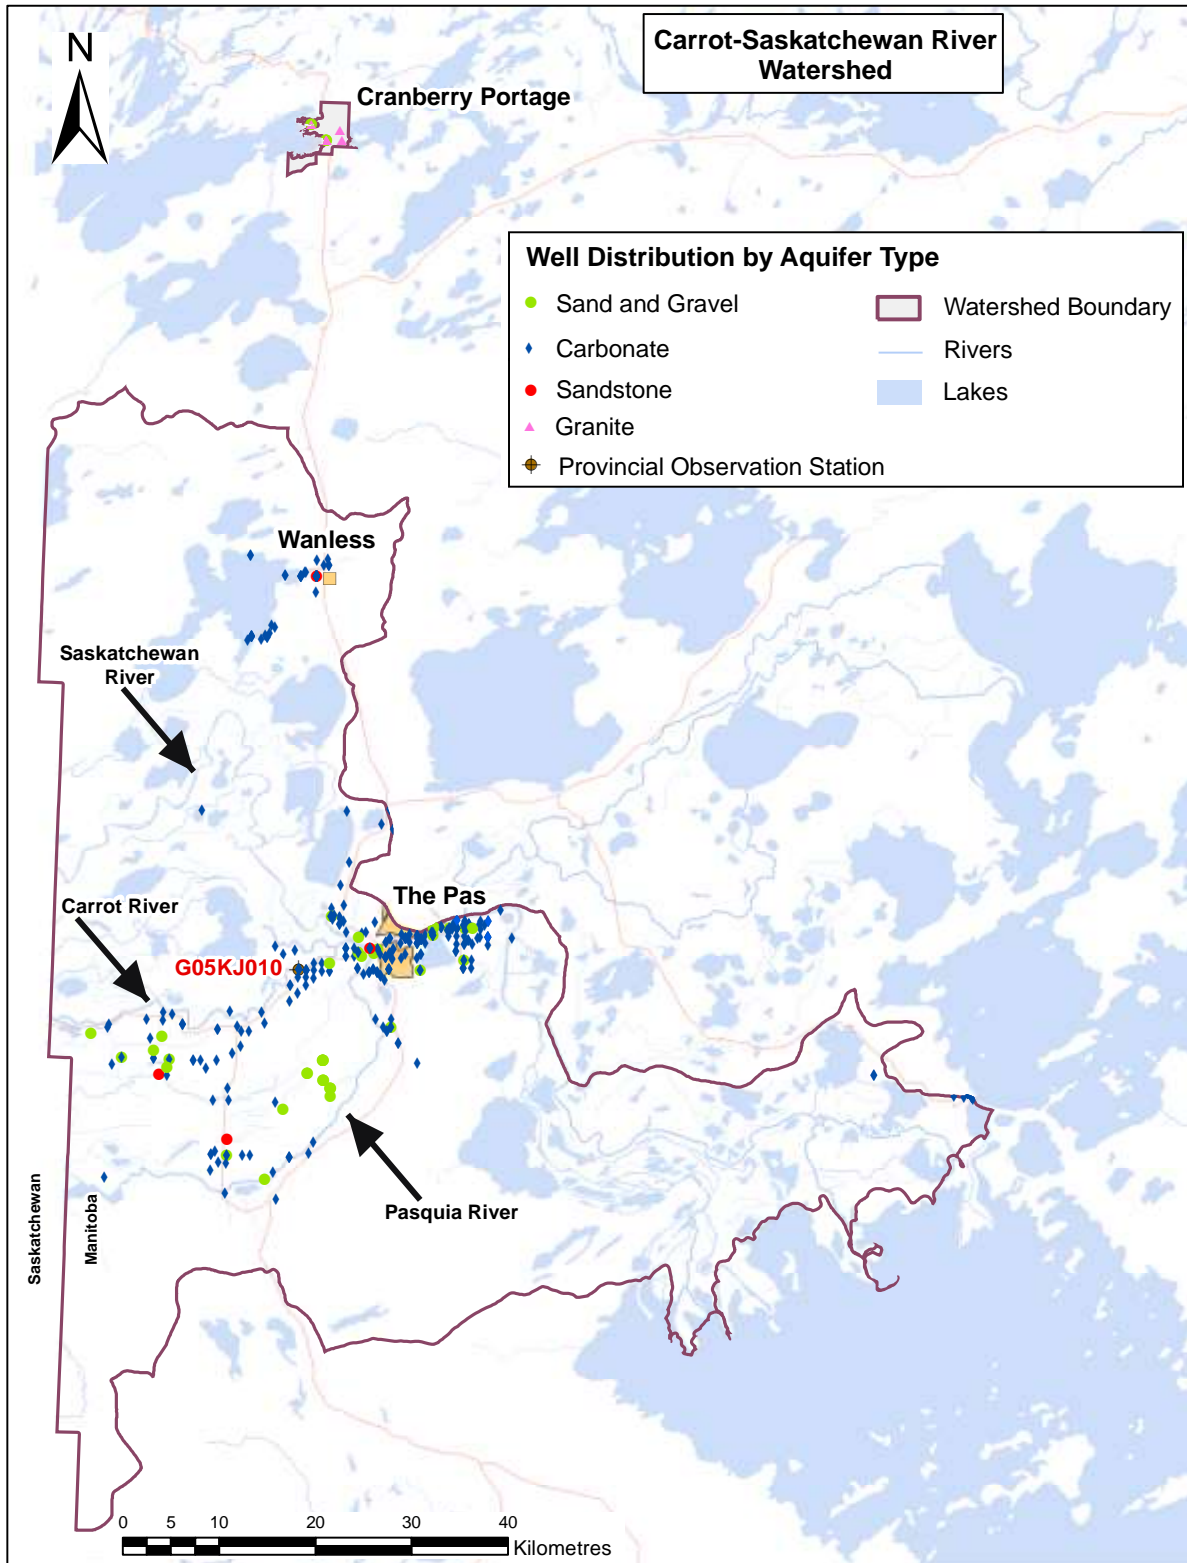 Carrot-Saskatchewan River
Watershed
N
Cranberry Portage
Well Distribution by Aquifer Type
Sand and Gravel
Carbonate
Sandstone
Granite
Provincial Observation Station
Watershed Boundary
Rivers
Lakes
Wanless
Saskatchewan
River
The Pas
Carrot River
G05KJ010
Pasquia River
Saskatchewan
Manitoba
0 5 10 20 30 40
Kilometres